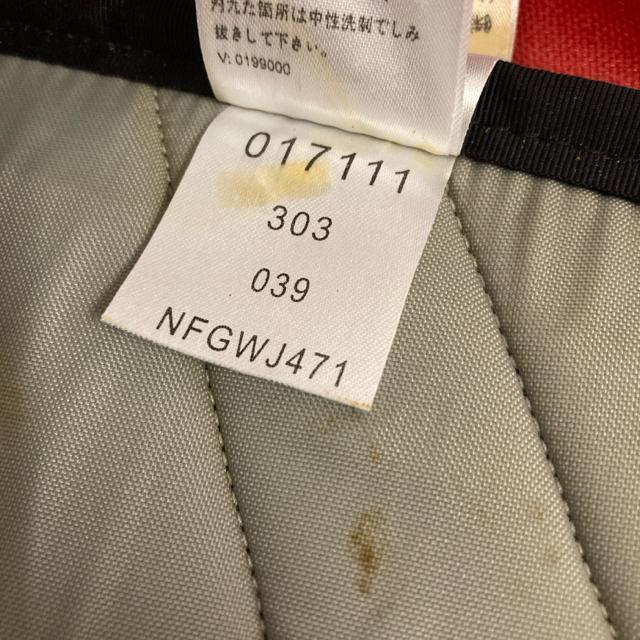 汚れた箇所は中性洗剤でしみ
抜きして下さい。
V: 0199000
017111
303
039
NFGWJ471